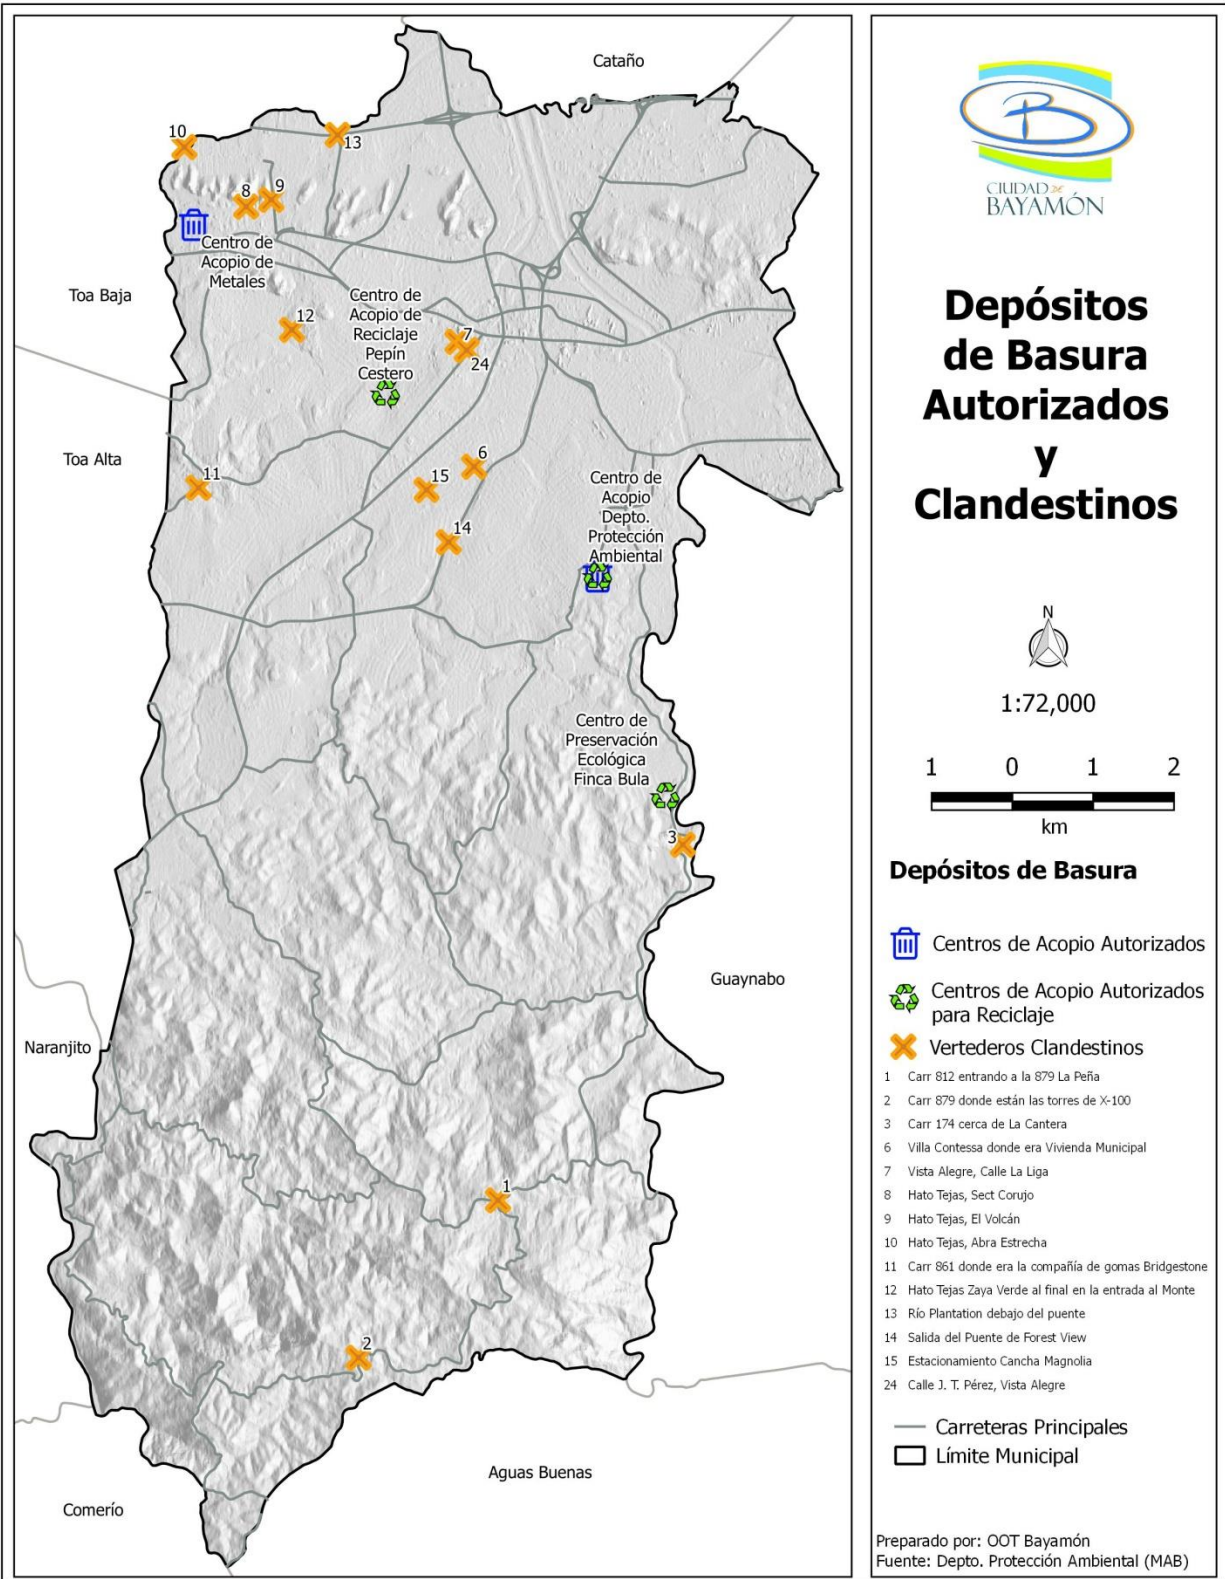 Cataño
10
13
8
9
Centro de
Acopio de
Metales
Toa Baja
12
Centro de
Acopio de
Reciclaje
Pepín
Cestero
7
24
Toa Alta
11
6
15
14
Centro de
Acopio
Depto.
Protección
Ambiental
Centro de
Preservación
Ecológica
Finca Bula
3
Guaynabo
Naranjito
1
2
Aguas Buenas
Comerío
CIUDAD DE
BAYAMÓN
Depósitos
de Basura
Autorizados
y
Clandestinos
N
1:72,000
1 0 1 2
km
Depósitos de Basura
Centros de Acopio Autorizados
Centros de Acopio Autorizados
para Reciclaje
Vertederos Clandestinos
1 Carr 812 entrando a la 879 La Peña
2 Carr 879 donde están las torres de X-100
3 Carr 174 cerca de La Cantera
6 Villa Contessa donde era Vivienda Municipal
7 Vista Alegre, Calle La Liga
8 Hato Tejas, Sect Corujo
9 Hato Tejas, El Volcán
10 Hato Tejas, Abra Estrecha
11 Carr 861 donde era la compañía de gomas Bridgestone
12 Hato Tejas Zaya Verde al final en la entrada al Monte
13 Río Plantation debajo del puente
14 Salida del Puente de Forest View
15 Estacionamiento Cancha Magnolia
24 Calle J. T. Pérez, Vista Alegre
Carreteras Principales
Límite Municipal
Preparado por: OOT Bayamón
Fuente: Depto. Protección Ambiental (MAB)